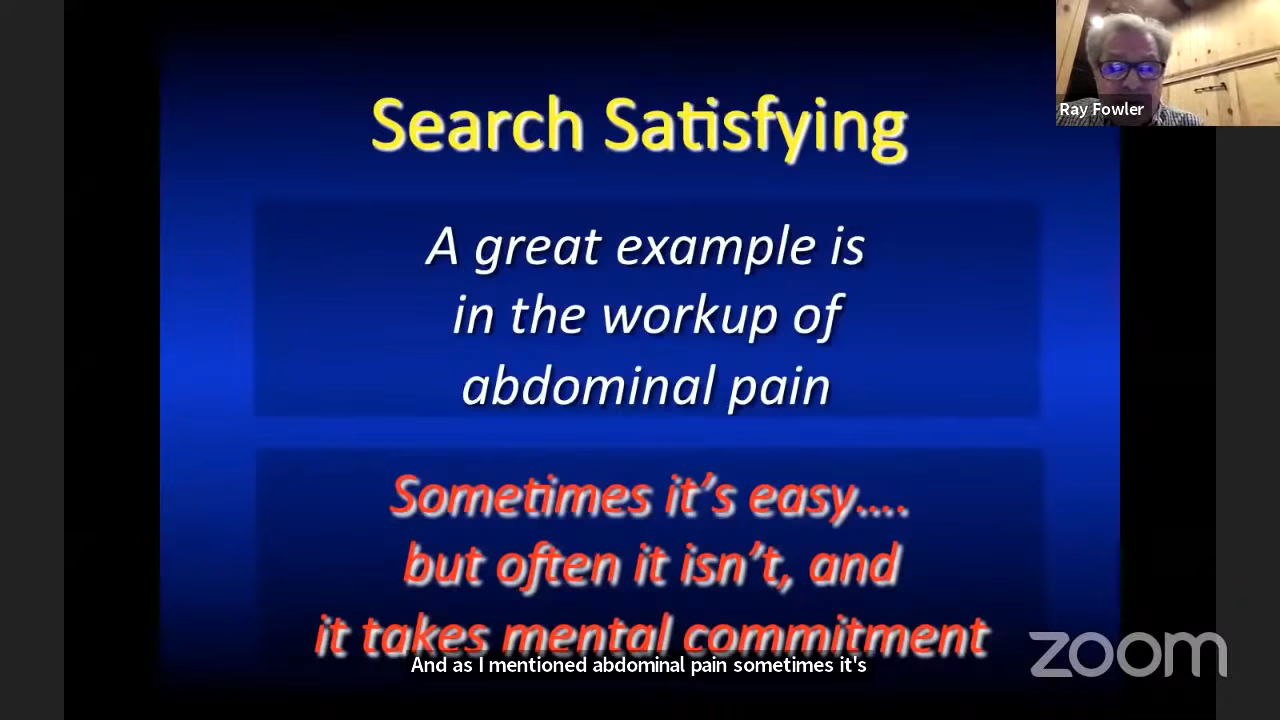 Search Satisfying
A great example is
in the workup of
abdominal pain
Sometimes it's easy....
but often it isn't, and
it takes mental commitment
And as I mentioned abdominal pain sometimes it's
Ray Fowler
zoom